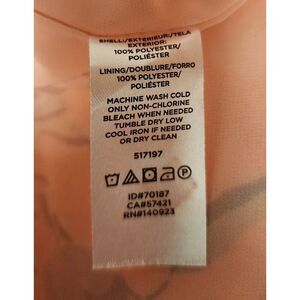 SHELL/EXTERIEUR/TELA
EXTERIOR:
100% POLYESTER/
POLIÉSTER
LINING/DOUBLURE/FORRO
100% POLYESTER/
POLIÉSTER
MACHINE WASH COLD
ONLY NON-CHLORINE
BLEACH WHEN NEEDED
TUMBLE DRY LOW
COOL IRON IF NEEDED
OR DRY CLEAN
517197
P
ID#70187
CA#57421
RN#140923